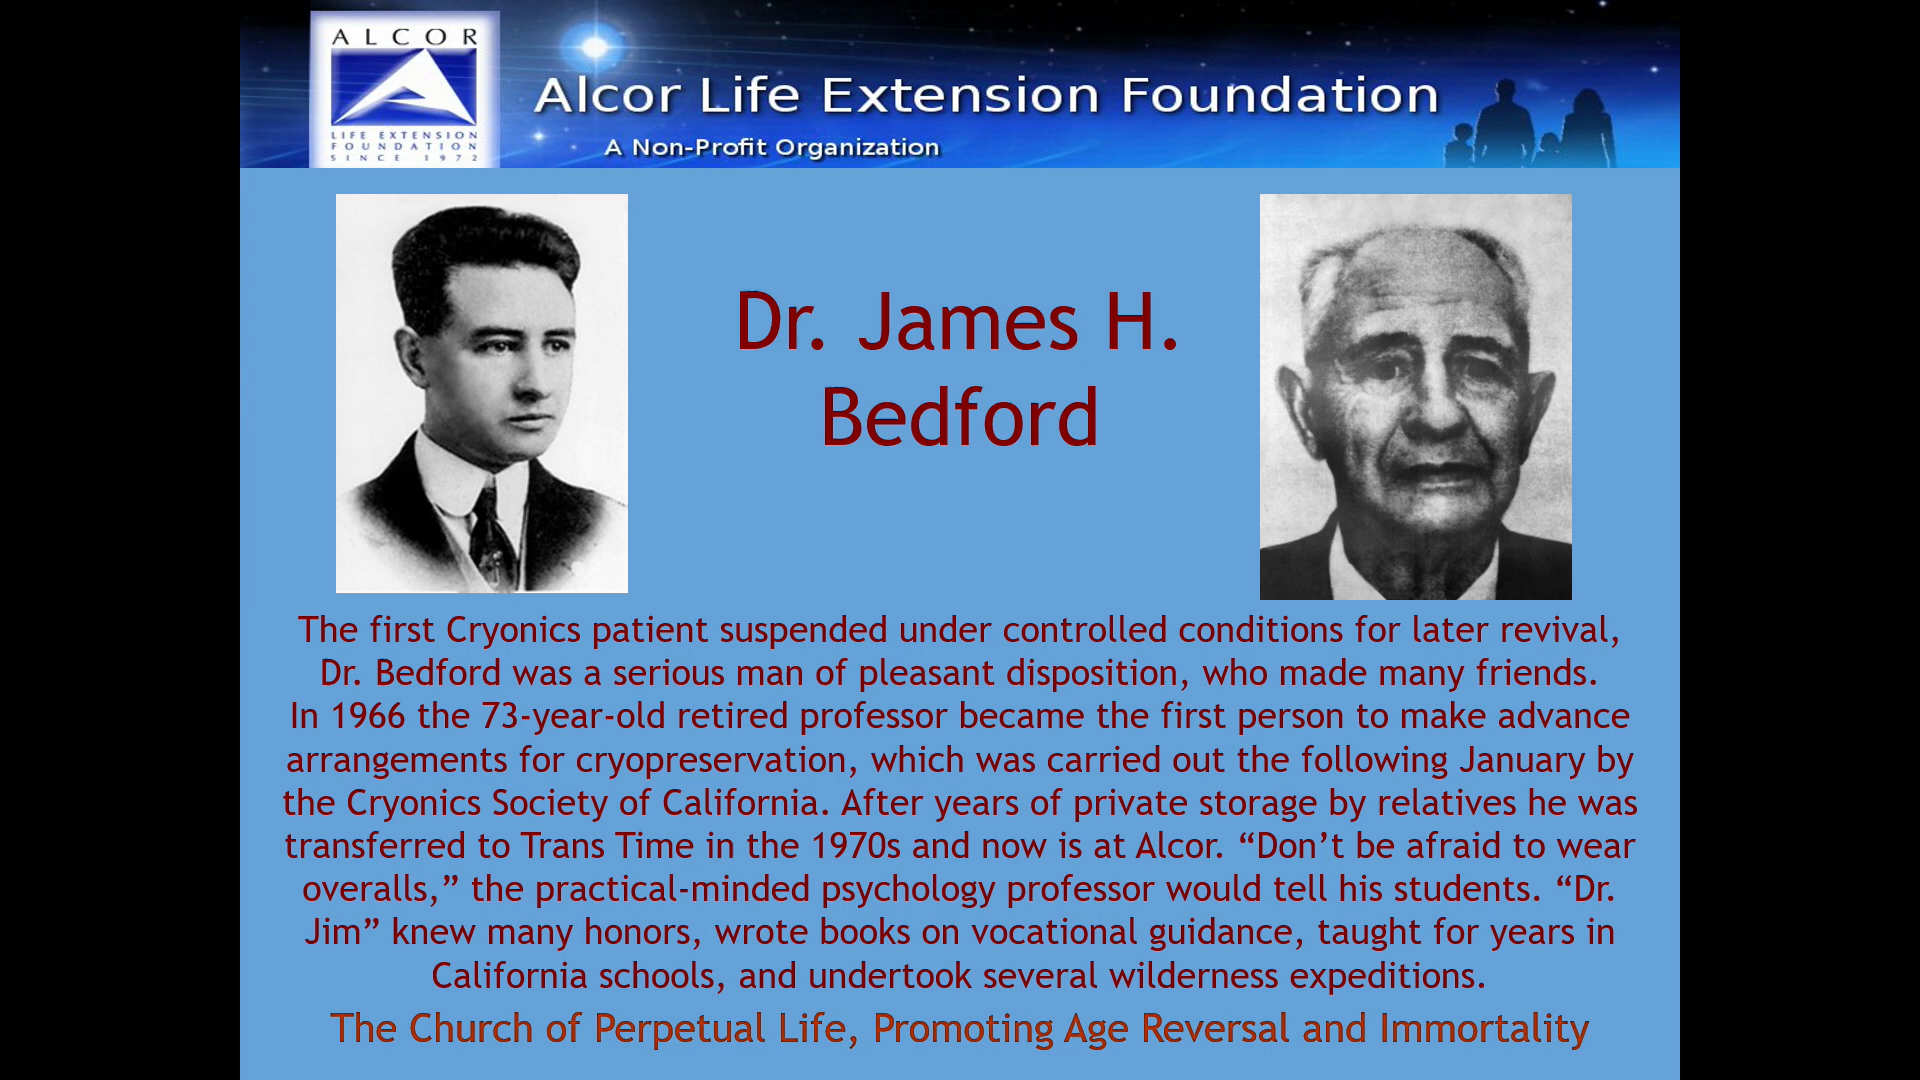 ALCOR
LIFE EXTENSION
FOUNDATION
SINCE 1972
Alcor Life Extension Foundation
A Non-Profit Organization
Dr. James H.
Bedford
The first Cryonics patient suspended under controlled conditions for later revival,
Dr. Bedford was a serious man of pleasant disposition, who made many friends.
In 1966 the 73-year-old retired professor became the first person to make advance
arrangements for cryopreservation, which was carried out the following January by
the Cryonics Society of California. After years of private storage by relatives he was
transferred to Trans Time in the 1970s and now is at Alcor. “Don’t be afraid to wear
overalls,” the practical-minded psychology professor would tell his students. “Dr.
Jim” knew many honors, wrote books on vocational guidance, taught for years in
California schools, and undertook several wilderness expeditions.
The Church of Perpetual Life, Promoting Age Reversal and Immortality